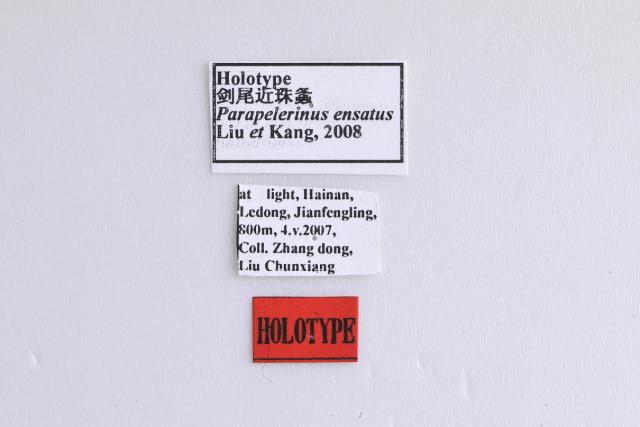 Holotype
剑尾近珠螽
Parapelerinus ensatus
Liu et Kang, 2008
at light, Hainan,
Ledong, Jianfengling,
800m, 4.v.2007,
Coll. Zhang dong,
Liu Chunxiang
HOLOTYPE